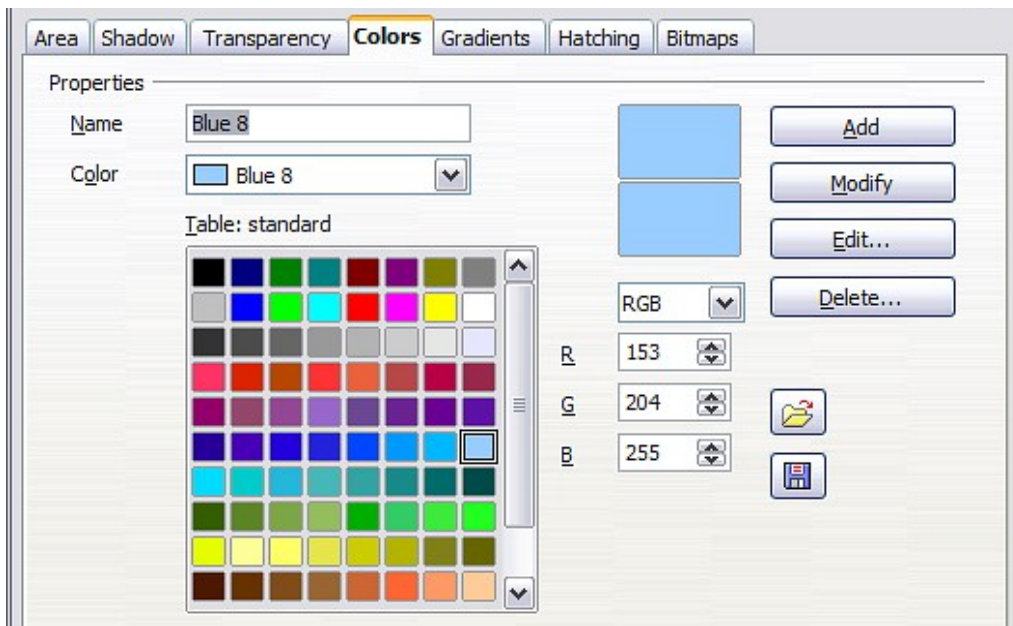 Area Shadow Transparency Colors Gradients Hatching Bitmaps
Properties
Name Blue 8 Add
Color Blue 8 Modify
Table: standard Edit...
RGB Delete...
R 153
G 204
B 255